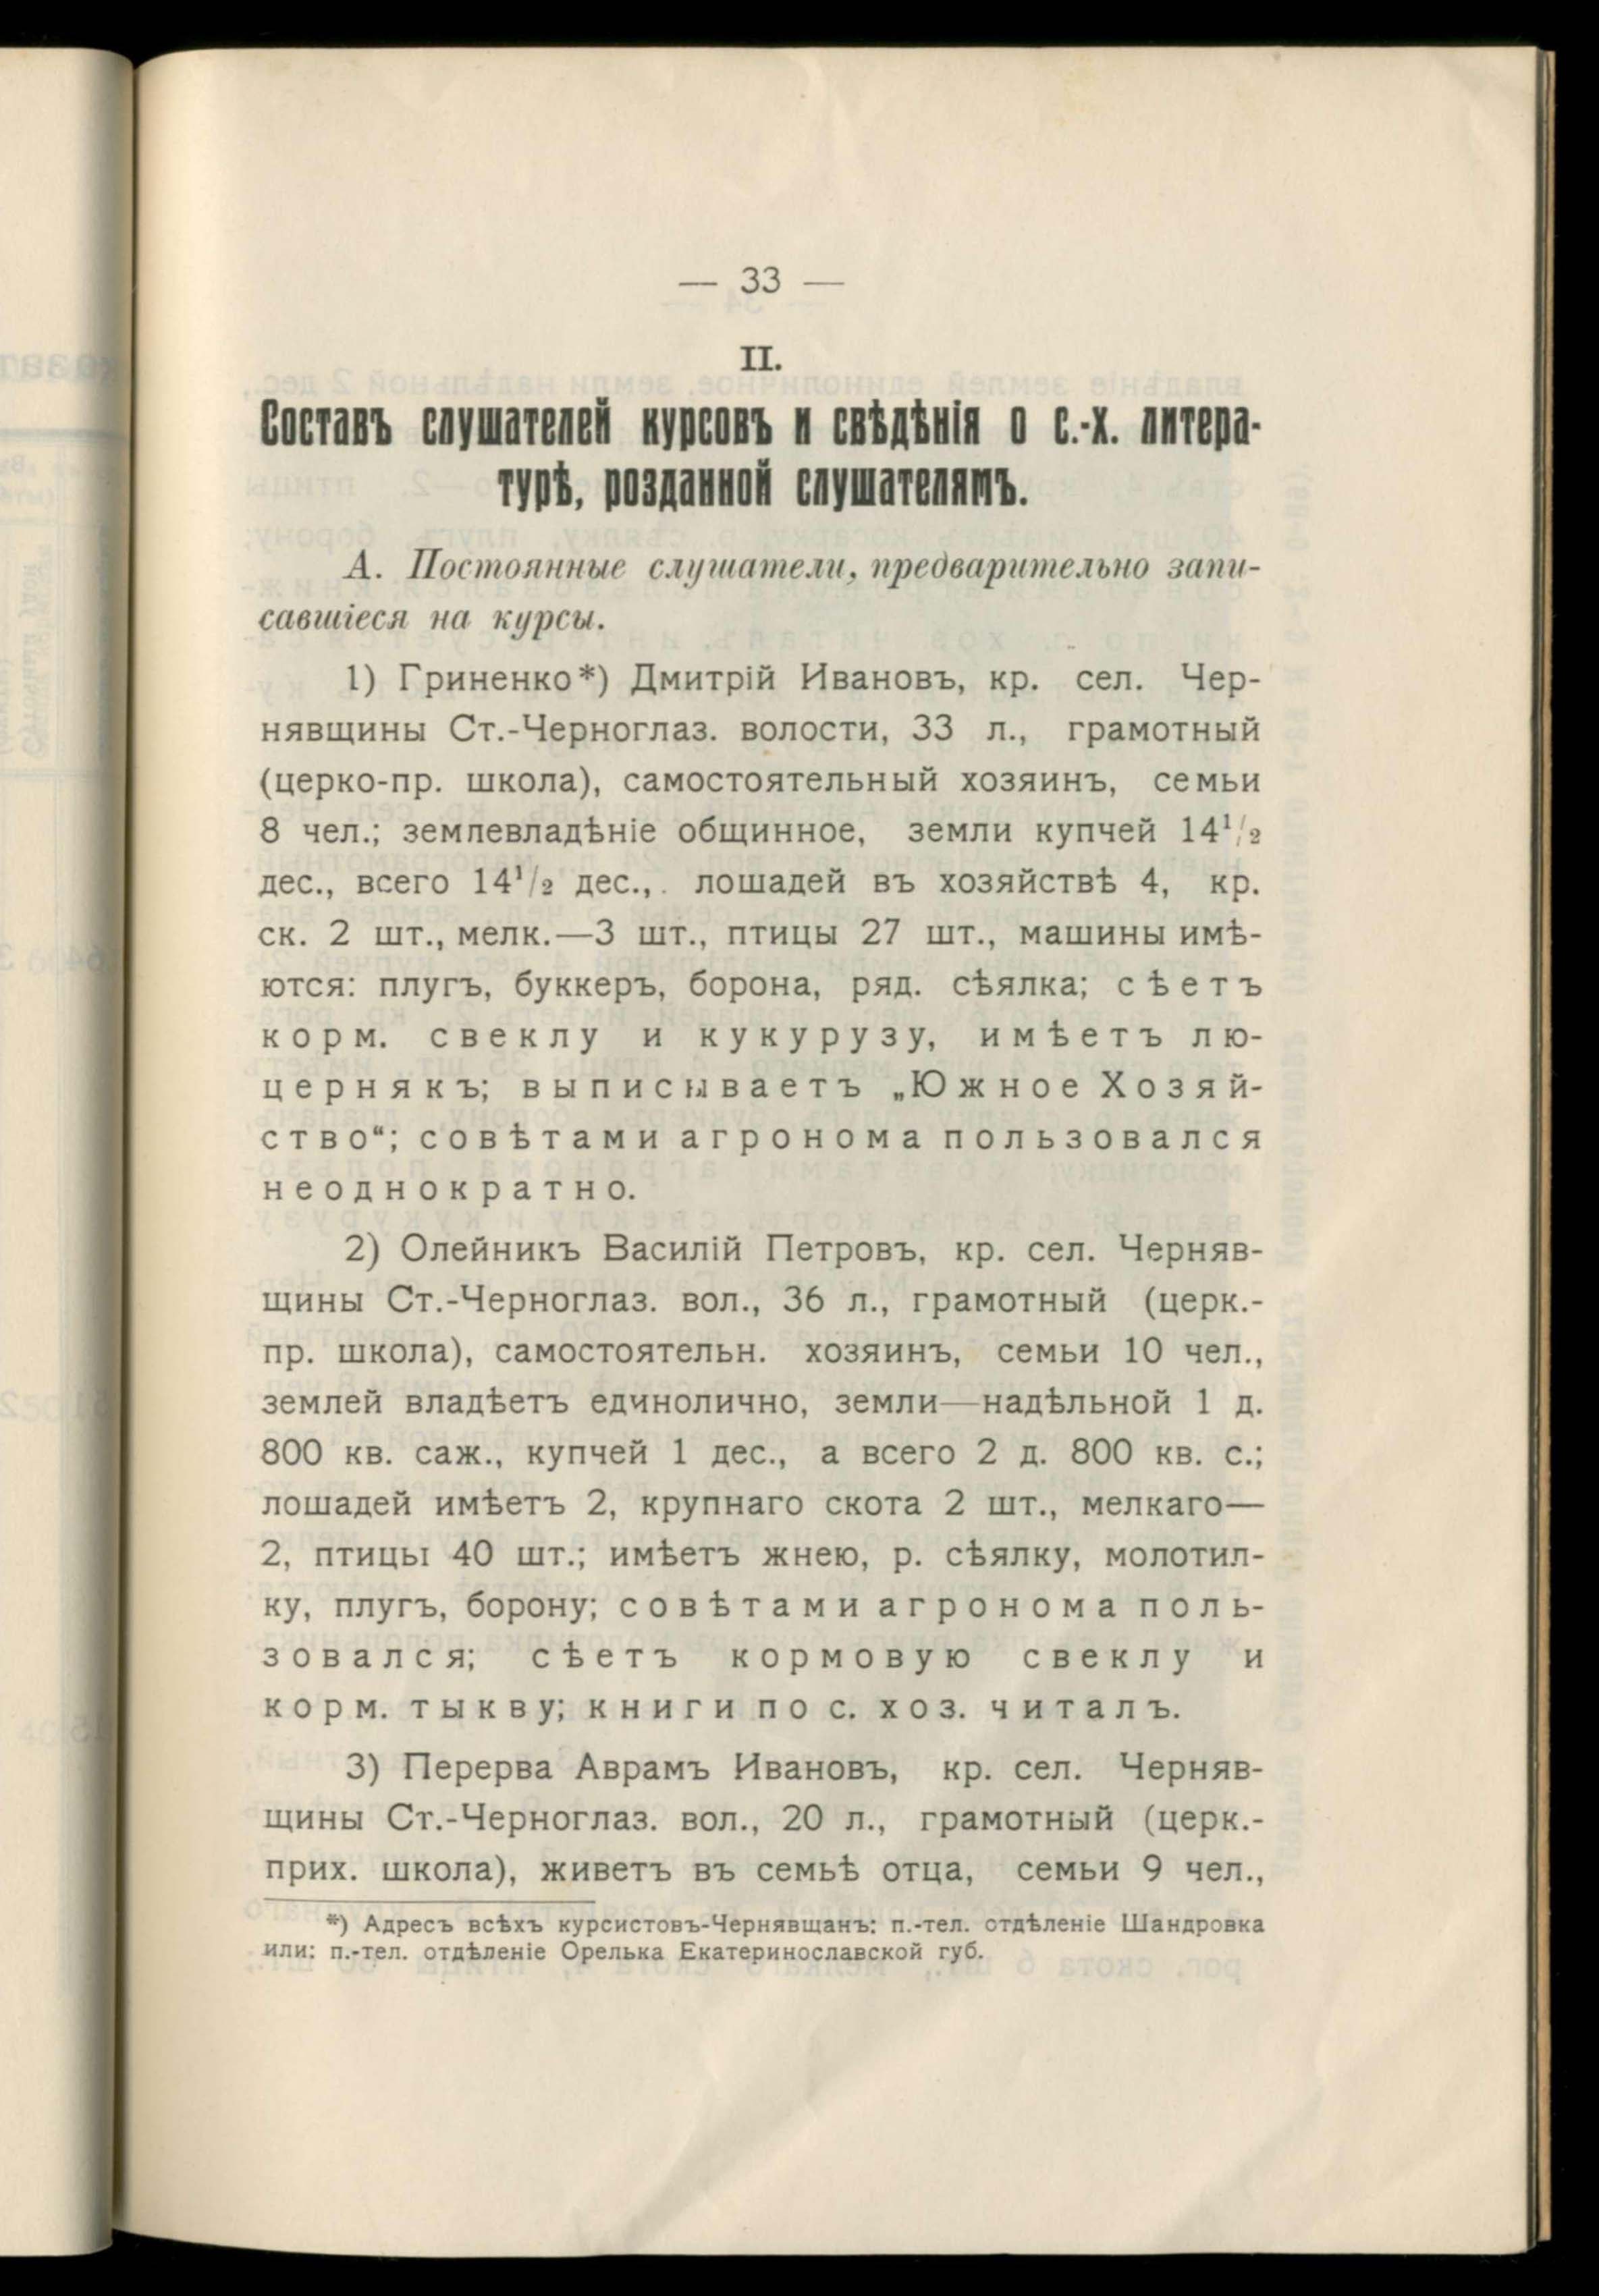 — 33 —
II.
Составъ слушателей курсовъ и свѣдѣнія о с.-х. литера-
турѣ, розданной слушателямъ.
А. Постоянные слушатели, предварительно запи-
савшіеся на курсы.
1) Гриненко*) Дмитрій Ивановъ, кр. сел. Чер-
нявщины Ст.-Черноглаз. волости, 33 л., грамотный
(церко-пр. школа), самостоятельный хозяинъ, семьи
8 чел.; землевладѣніе общинное, земли купчей 14¹/₂
дес., всего 14¹/₂ дес., лошадей въ хозяйствѣ 4, кр.
ск. 2 шт., мелк.—3 шт., птицы 27 шт., машины имѣ-
ются: плугъ, буккеръ, борона, ряд. сѣялка; сѣетъ
корм. свеклу и кукурузу, имѣетъ лю-
цернякъ; выписываетъ „Южное Хозяй-
ство“; совѣтами агронома пользовался
неоднократно.
2) Олейникъ Василій Петровъ, кр. сел. Черняв-
щины Ст.-Черноглаз. вол., 36 л., грамотный (церк.-
пр. школа), самостоятельн. хозяинъ, семьи 10 чел.,
землей владѣетъ единолично, земли—надѣльной 1 д.
800 кв. саж., купчей 1 дес., а всего 2 д. 800 кв. с.;
лошадей имѣетъ 2, крупнаго скота 2 шт., мелкаго—
2, птицы 40 шт.; имѣетъ жнею, р. сѣялку, молотил-
ку, плугъ, борону; совѣтами агронома поль-
зовался; сѣетъ кормовую свеклу и
корм. тыкву; книги по с. хоз. читалъ.
3) Перерва Аврамъ Ивановъ, кр. сел. Черняв-
щины Ст.-Черноглаз. вол., 20 л., грамотный (церк.-
прих. школа), живетъ въ семьѣ отца, семьи 9 чел.,
*) Адресъ всѣхъ курсистовъ-Чернявщанъ: п.-тел. отдѣленіе Шандровка
или: п.-тел. отдѣленіе Орелька Екатеринославской губ.